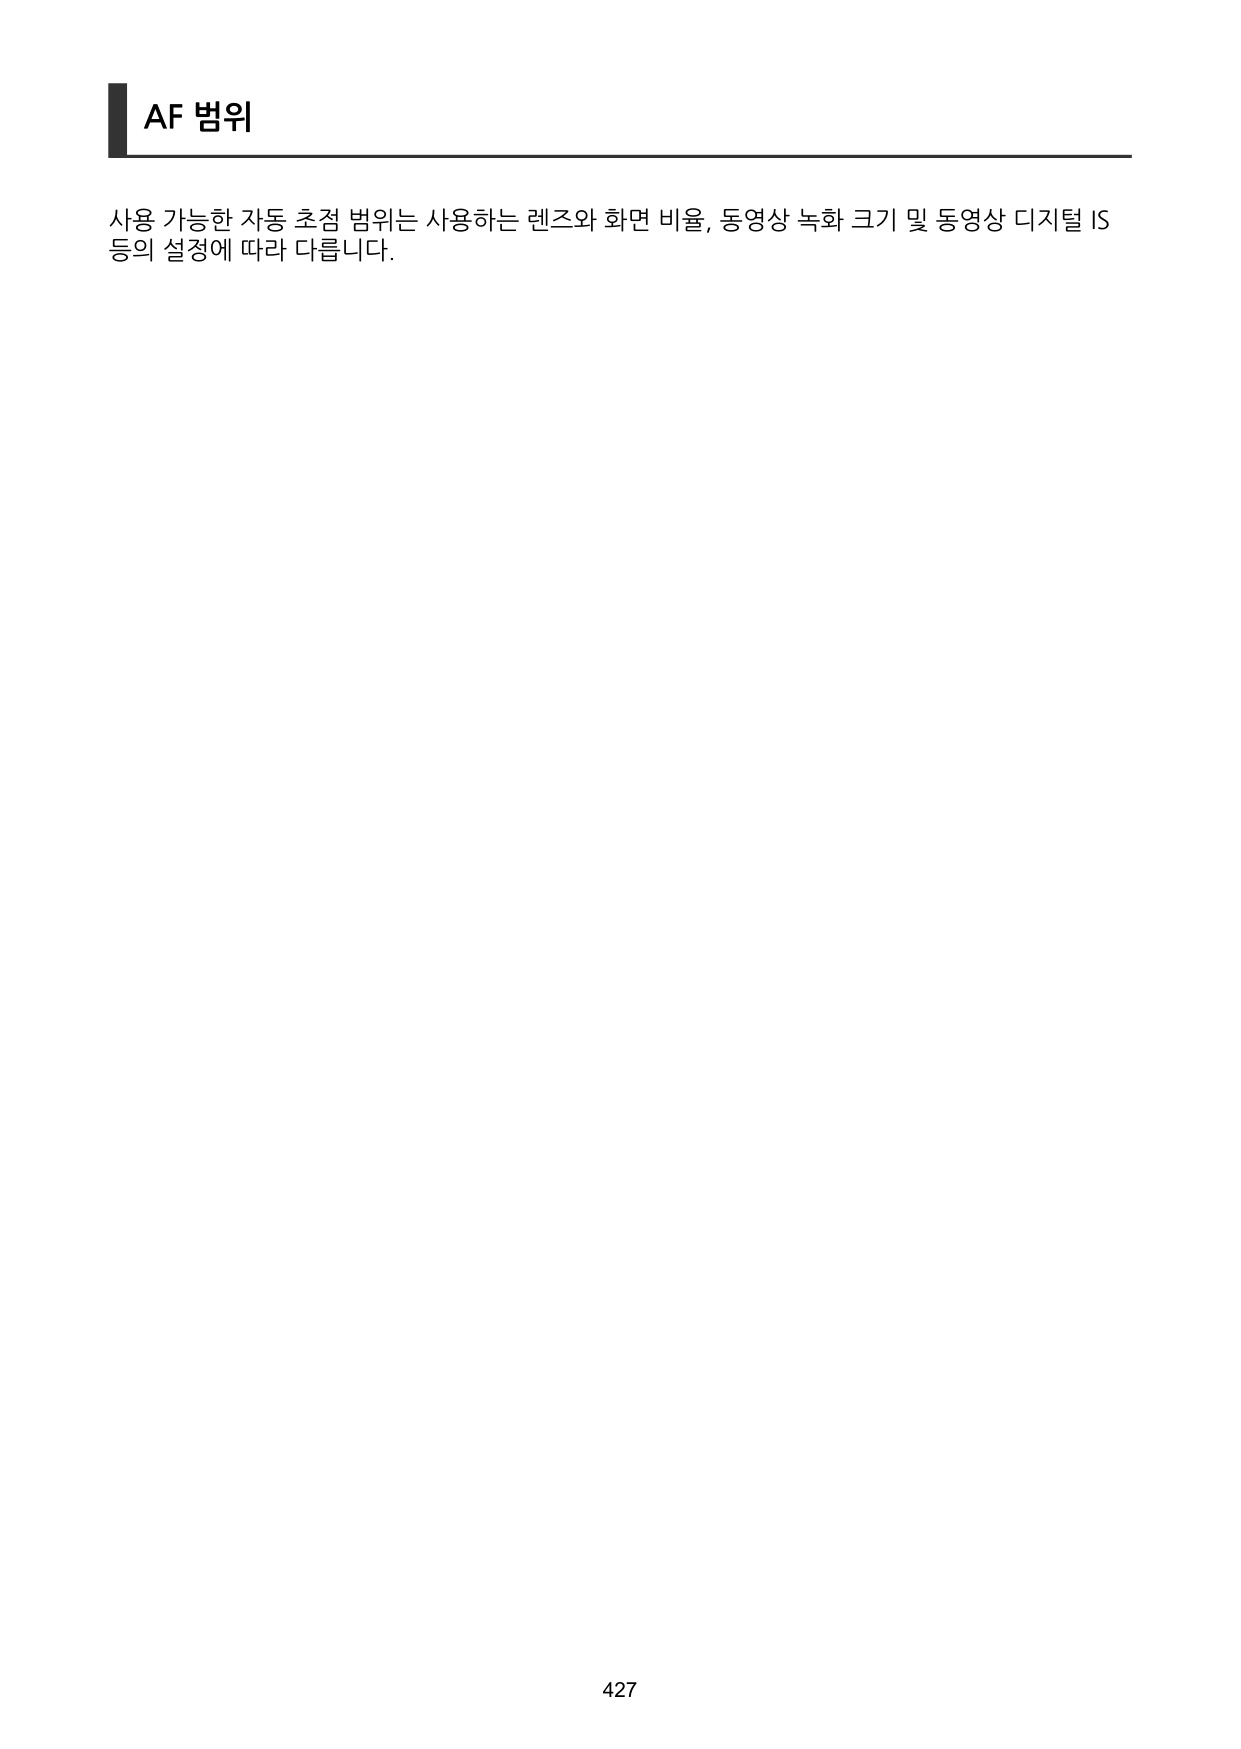 AF 범위
사용 가능한 자동 초점 범위는 사용하는 렌즈와 화면 비율, 동영상 녹화 크기 및 동영상 디지털 IS
등의 설정에 따라 다릅니다.
427